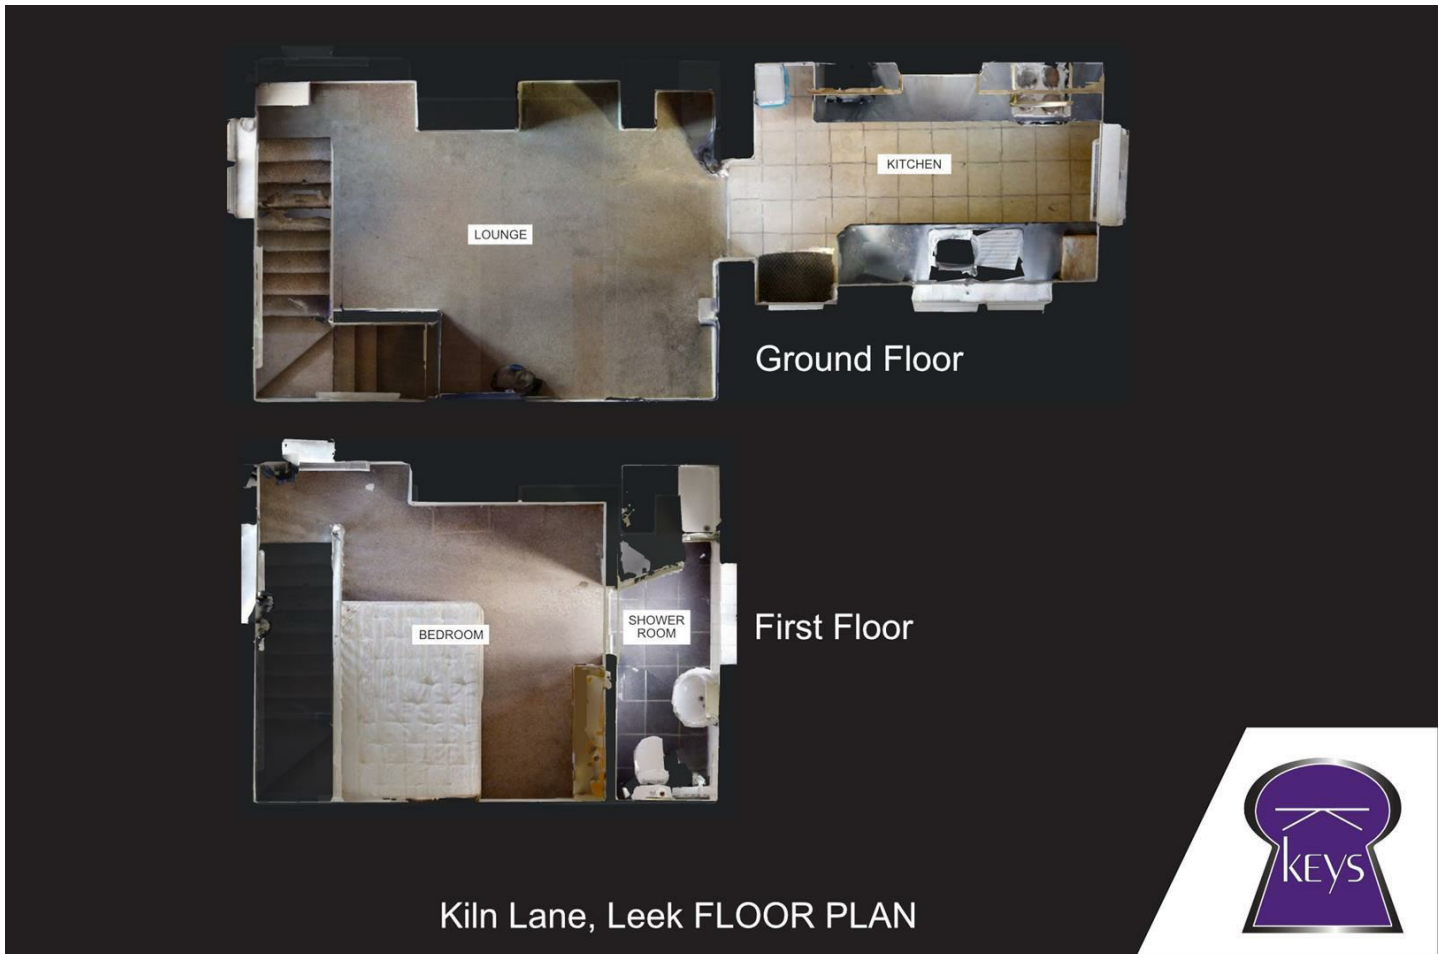 KITCHEN
LOUNGE
Ground Floor
BEDROOM
SHOWER
ROOM
First Floor
Kiln Lane, Leek FLOOR PLAN
kEys